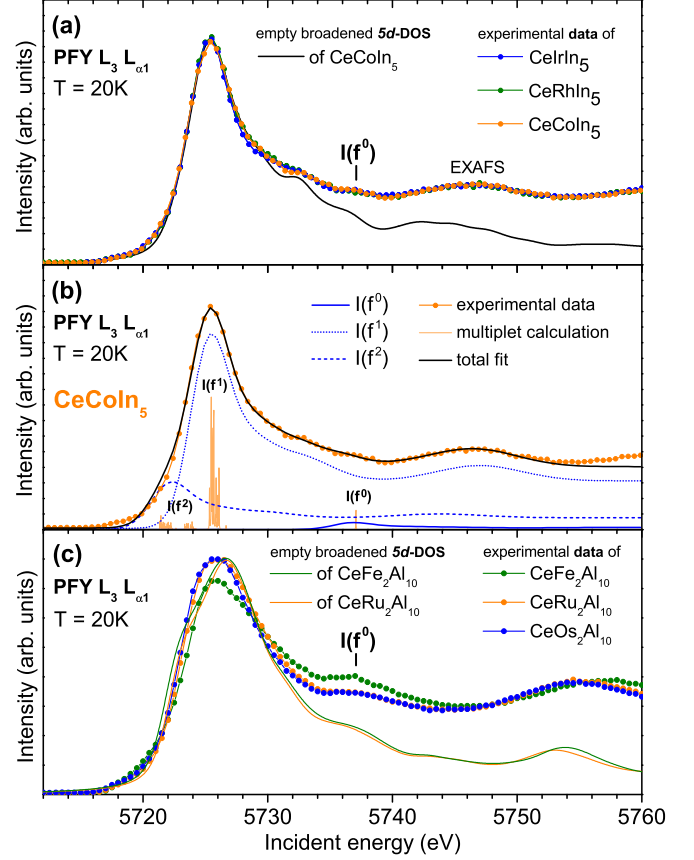 (a)
PFY L₃ Lα1
T = 20K
empty broadened 5d-DOS
of CeCoIn₅
experimental data of
CeIrIn₅
CeRhIn₅
CeCoIn₅
I(f⁰)
EXAFS
Intensity (arb. units)
(b)
PFY L₃ Lα1
T = 20K
CeCoIn₅
I(f⁰)
I(f¹)
I(f²)
experimental data
multiplet calculation
total fit
I(f¹)
I(f²)
I(f⁰)
Intensity (arb. units)
(c)
PFY L₃ Lα1
T = 20K
empty broadened 5d-DOS
of CeFe₂Al₁₀
of CeRu₂Al₁₀
experimental data of
CeFe₂Al₁₀
CeRu₂Al₁₀
CeOs₂Al₁₀
I(f⁰)
Intensity (arb. units)
5720 5730 5740 5750 5760
Incident energy (eV)